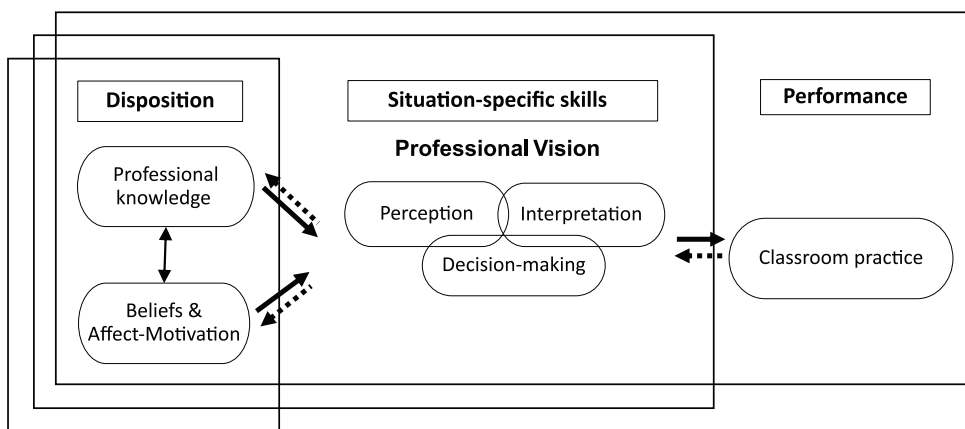 Disposition
Professional
knowledge
Beliefs &
Affect-Motivation
Situation-specific skills
Professional Vision
Perception
Interpretation
Decision-making
Performance
Classroom practice